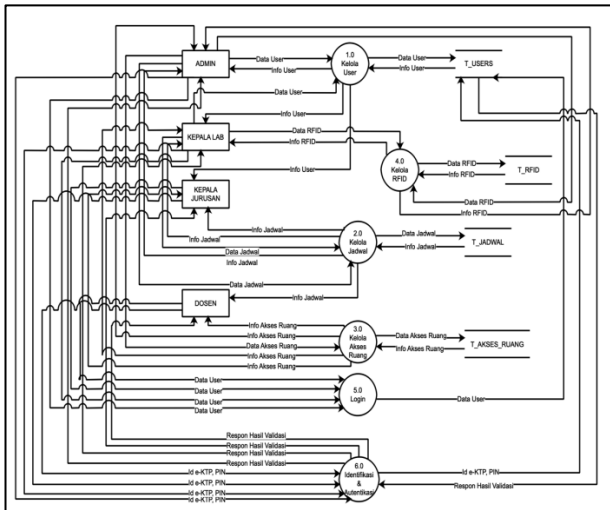 ADMIN
Data User
Info User
1.0
Kelola
User
Data User
Info User
T_USERS
Data User
Info User
KEPALA LAB
Data RFID
Info RFID
4.0
Kelola
RFID
Data RFID
Info RFID
T_RFID
Info User
KEPALA
JURUSAN
Data RFID
Info RFID
Info Jadwal
Info Jadwal
Data Jadwal
Info Jadwal
2.0
Kelola
Jadwal
Data Jadwal
Info Jadwal
T_JADWAL
Data Jadwal
Info Jadwal
DOSEN
Info Akses Ruang
Info Akses Ruang
Data Akses Ruang
Info Akses Ruang
Info Akses Ruang
3.0
Kelola
Akses
Ruang
Data Akses Ruang
Info Akses Ruang
T_AKSES_RUANG
Data User
Data User
Data User
Data User
5.0
Login
Data User
Respon Hasil Validasi
Respon Hasil Validasi
Respon Hasil Validasi
Respon Hasil Validasi
Id e-KTP, PIN
Id e-KTP, PIN
Id e-KTP, PIN
Id e-KTP, PIN
6.0
Identifikasi
&
Autentikasi
Id e-KTP, PIN
Respon Hasil Validasi